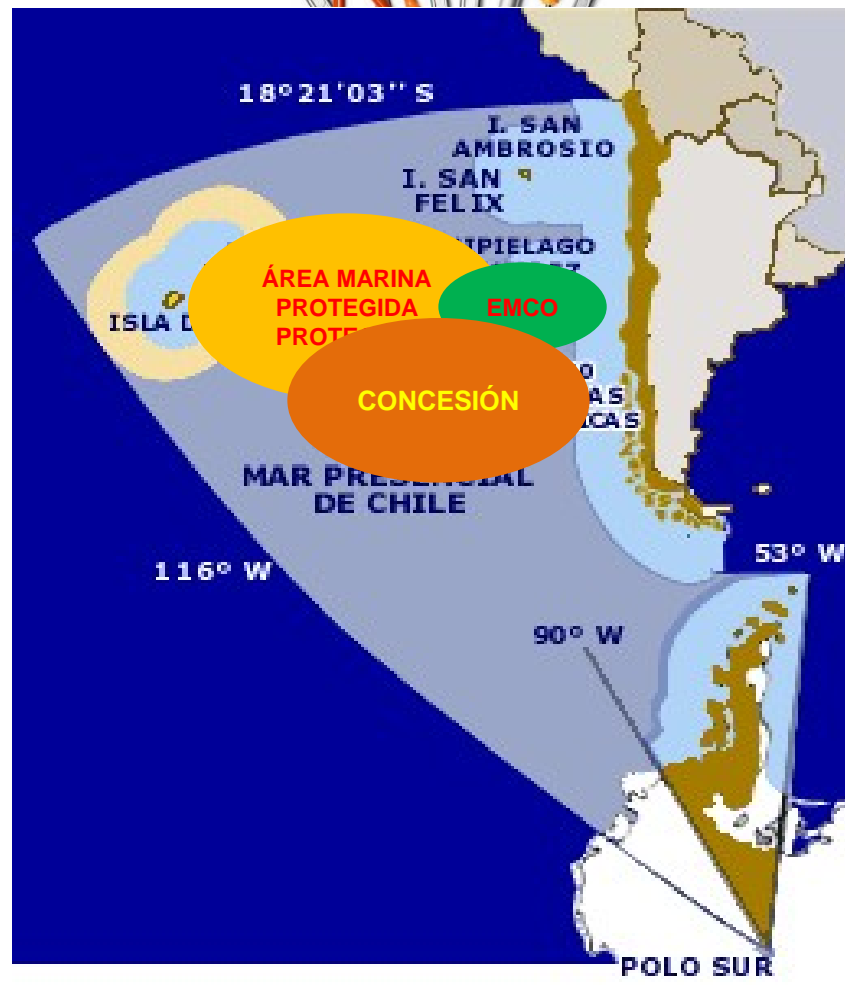 18º21'03'' S
I. SAN
AMBROSIO
I. SAN
FELIX
ÁREA MARINA
PROTEGIDA
EMCO
ISLA
CONCESIÓN
MAR
DE CHILE
116º W
53º W
90º W
POLO SUR